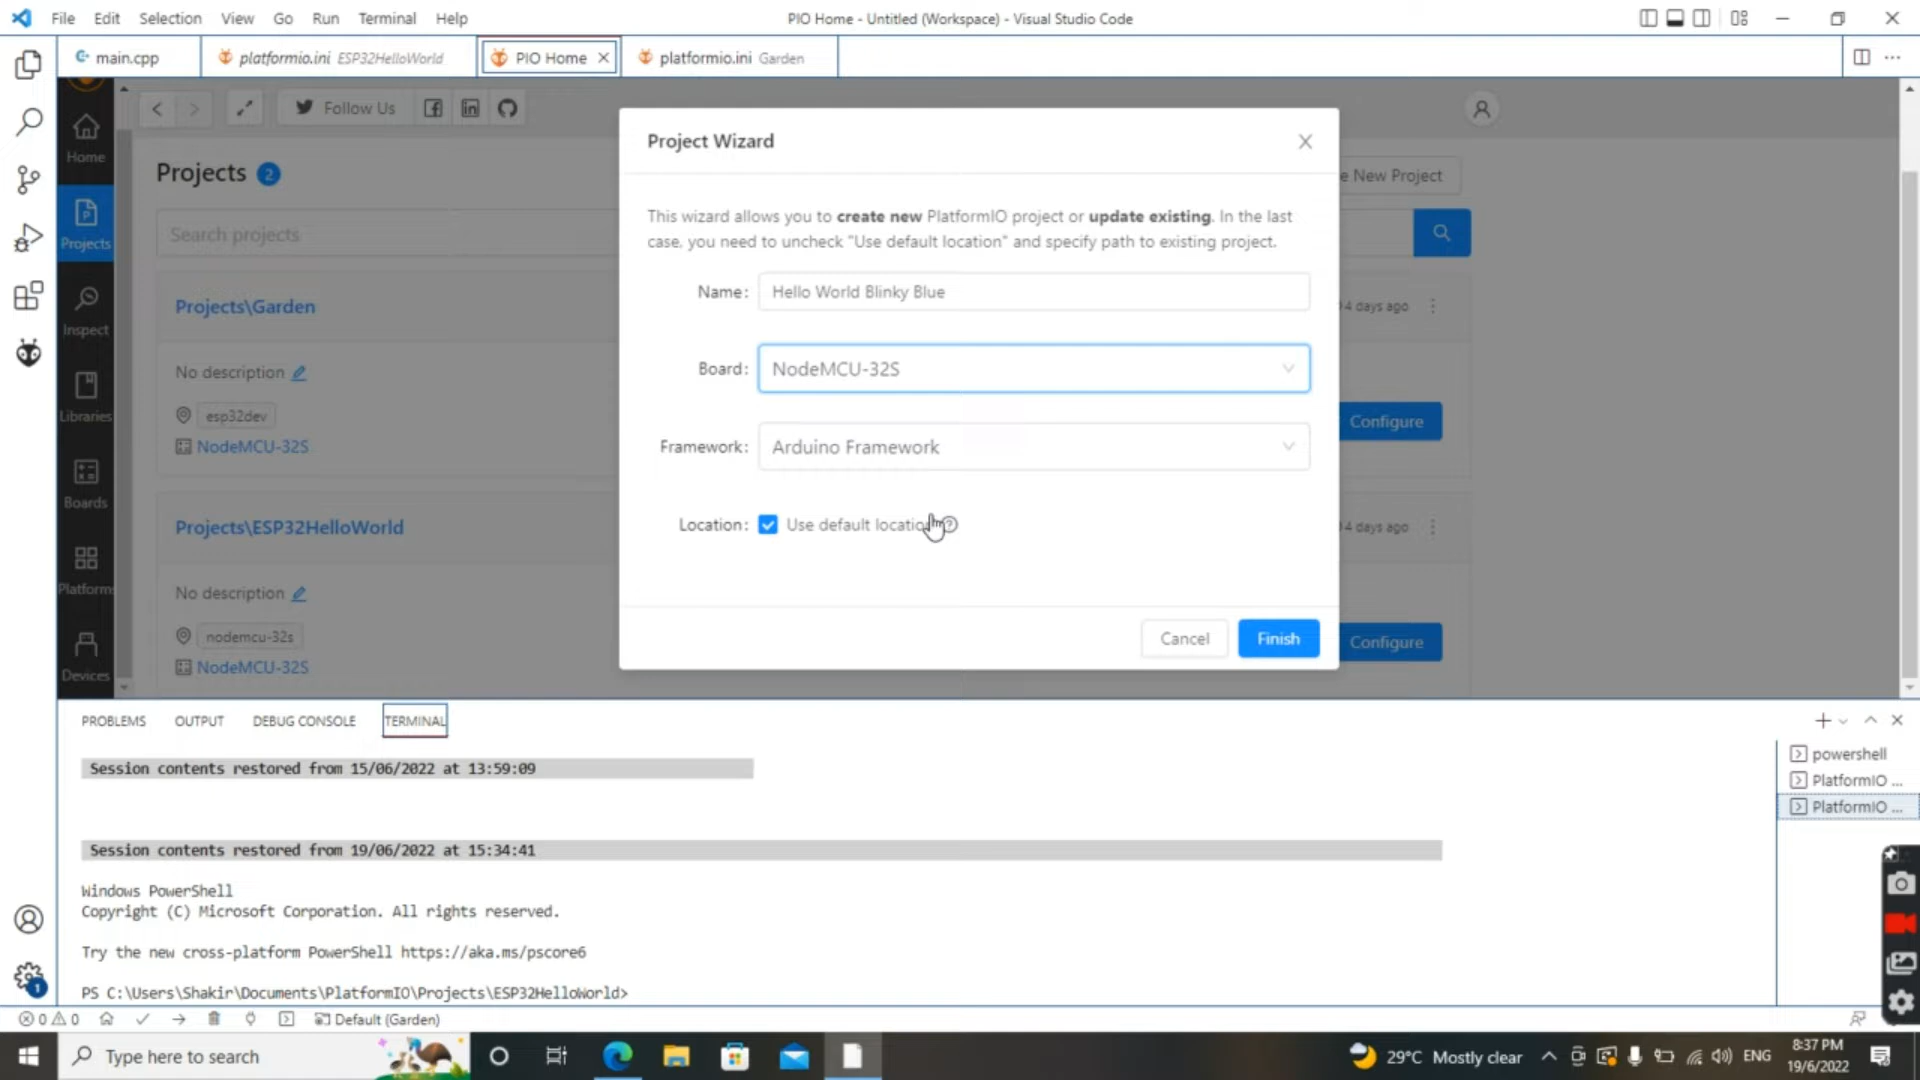 File Edit Selection View Go Run Terminal Help
PIO Home - Untitled (Workspace) - Visual Studio Code
main.cpp
platformio.ini ESP32HelloWorld
PIO Home
platformio.ini Garden
Home
Projects
Inspect
Libraries
Boards
Platform
Devices
Follow Us
Projects 2
e New Project
Search projects
Projects\Garden
4 days ago
No description
esp32dev
NodeMCU-32S
Configure
Projects\ESP32HelloWorld
4 days ago
No description
nodemcu-32s
NodeMCU-32S
Configure
Project Wizard
This wizard allows you to create new PlatformIO project or update existing. In the last
case, you need to uncheck "Use default location" and specify path to existing project.
Name: Hello World Blinky Blue
Board: NodeMCU-32S
Framework: Arduino Framework
Location: Use default location
Cancel Finish
PROBLEMS OUTPUT DEBUG CONSOLE TERMINAL
Session contents restored from 15/06/2022 at 13:59:09
Session contents restored from 19/06/2022 at 15:34:41
Windows PowerShell
Copyright (C) Microsoft Corporation. All rights reserved.
Try the new cross-platform PowerShell https://aka.ms/pscore6
PS C:\Users\Shakir\Documents\PlatformIO\Projects\ESP32HelloWorld>
powershell
PlatformIO ...
PlatformIO ...
1
0 0 Default (Garden)
Type here to search
29°C Mostly clear
ENG
8:37 PM
19/6/2022